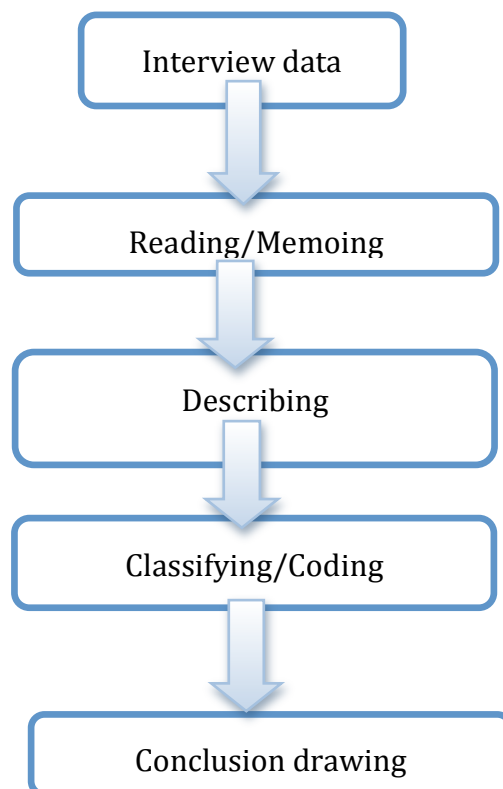 Interview data
Reading/Memoing
Describing
Classifying/Coding
Conclusion drawing